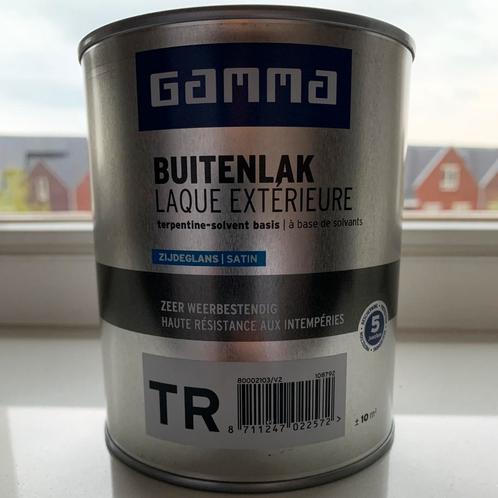 GAMMA
BUITENLAK
LAQUE EXTÉRIEURE
terpentine-solvent basis | à base de solvants
ZIJDEGLANS | SATIN
ZEER WEERBESTENDIG
HAUTE RÉSISTANCE AUX INTEMPÉRIES
5
TR
80002103/V2 108792
8 711247 022572 >
± 10 m²